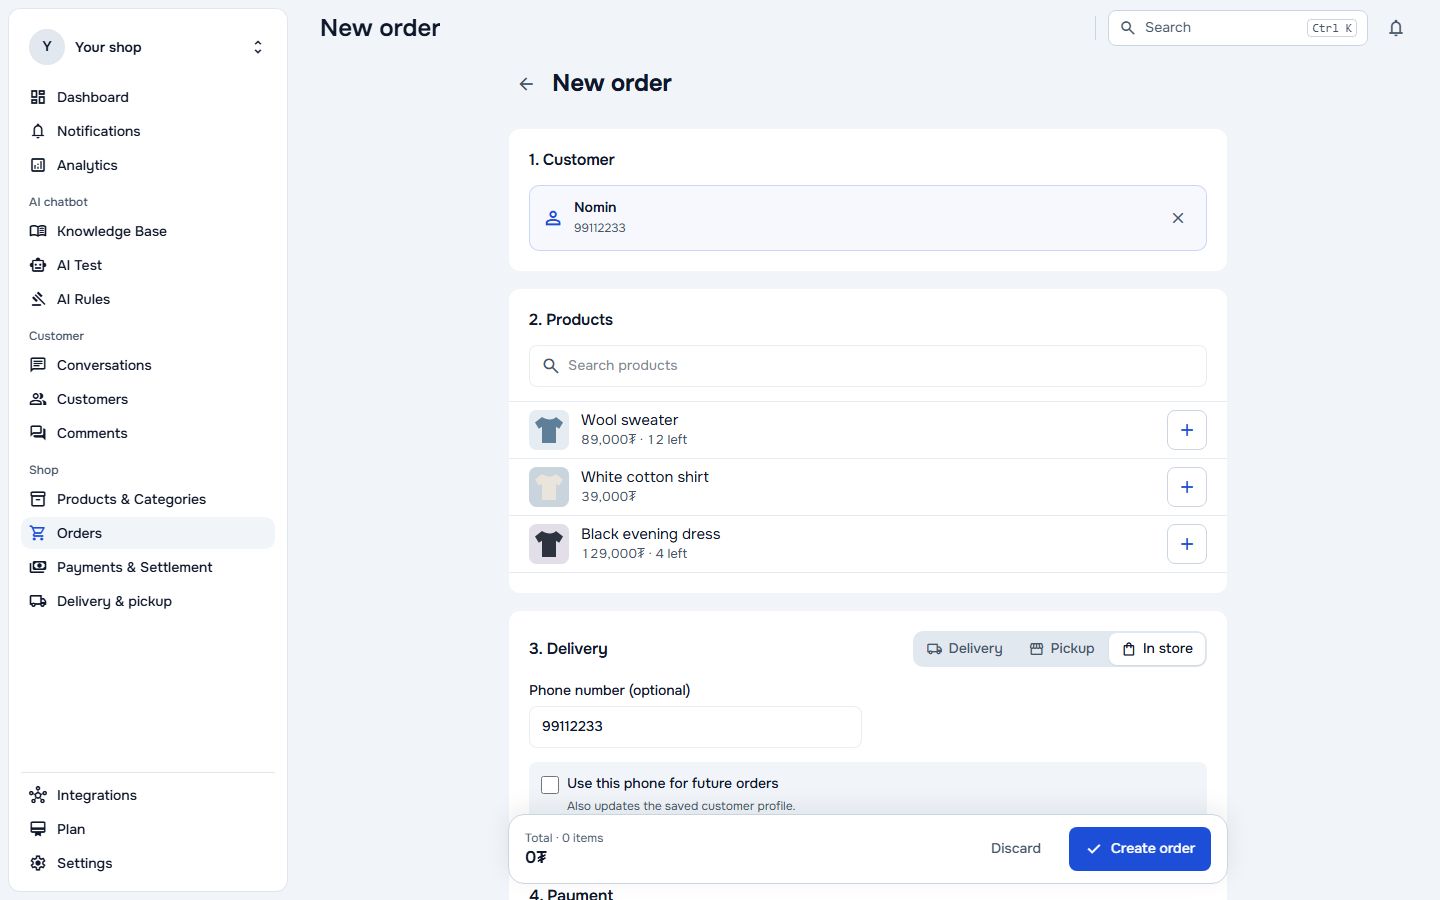 Y
Your shop
Dashboard
Notifications
Analytics
AI chatbot
Knowledge Base
AI Test
AI Rules
Customer
Conversations
Customers
Comments
Shop
Products & Categories
Orders
Payments & Settlement
Delivery & pickup
Integrations
Plan
Settings
New order
Search
Ctrl K
New order
1. Customer
Nomin
99112233
2. Products
Search products
Wool sweater
89,000₮ · 12 left
White cotton shirt
39,000₮
Black evening dress
129,000₮ · 4 left
3. Delivery
Delivery
Pickup
In store
Phone number (optional)
99112233
Use this phone for future orders
Also updates the saved customer profile.
Total · 0 items
0₮
Discard
Create order
4. Payment